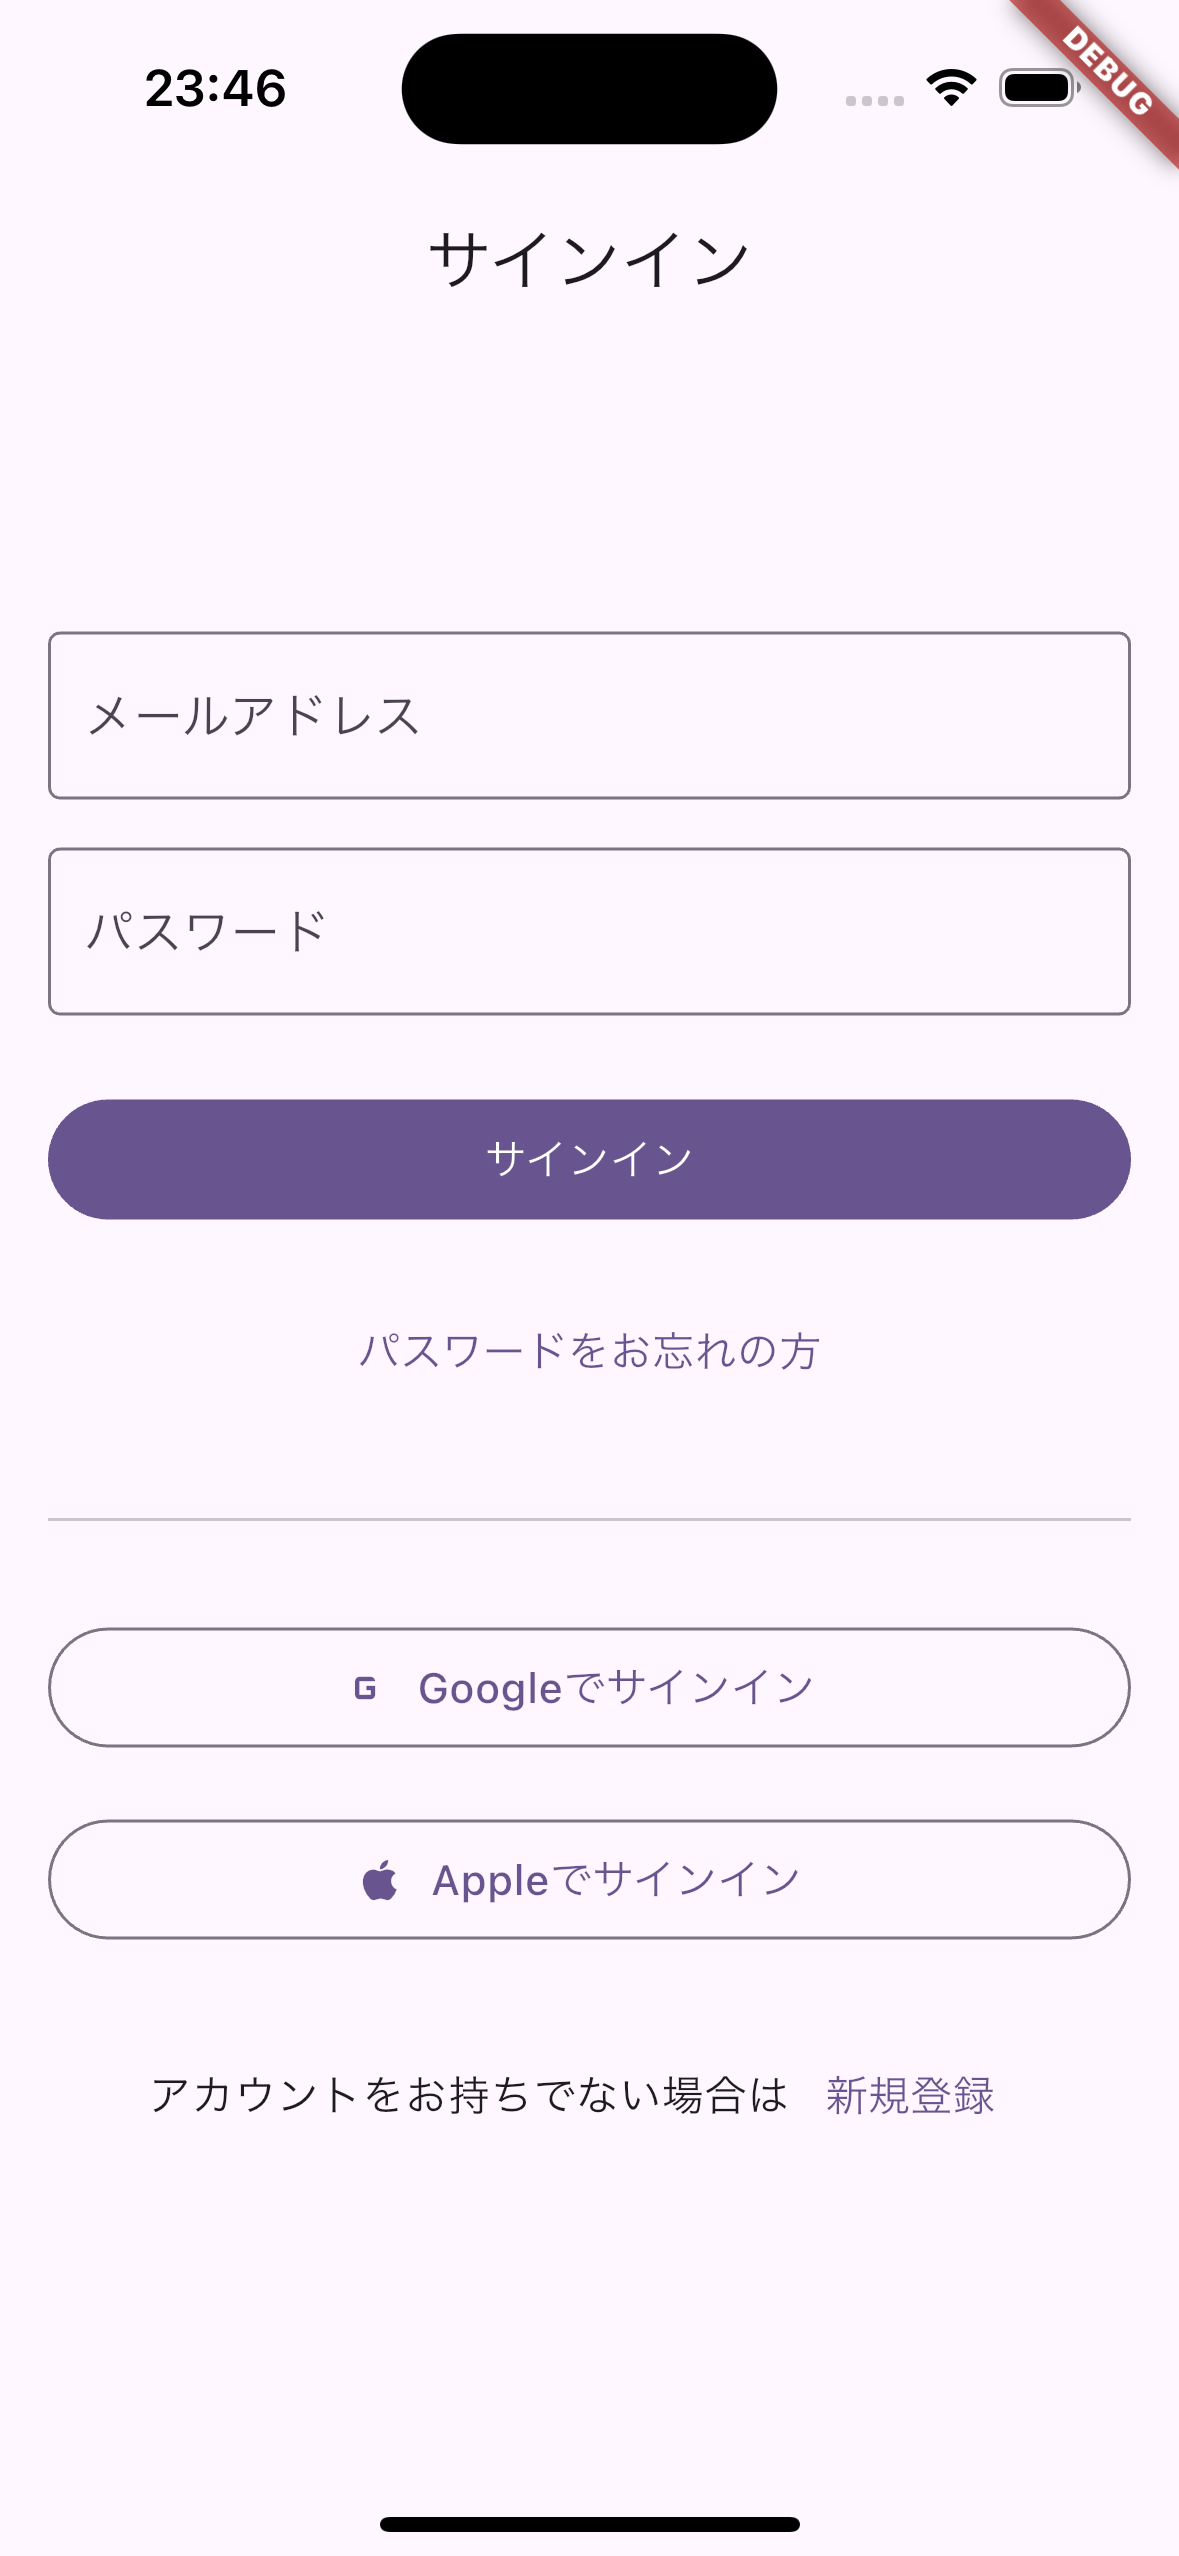 23:46
DEBUG
サインイン
メールアドレス
パスワード
サインイン
パスワードをお忘れの方
G Googleでサインイン
Appleでサインイン
アカウントをお持ちでない場合は 新規登録